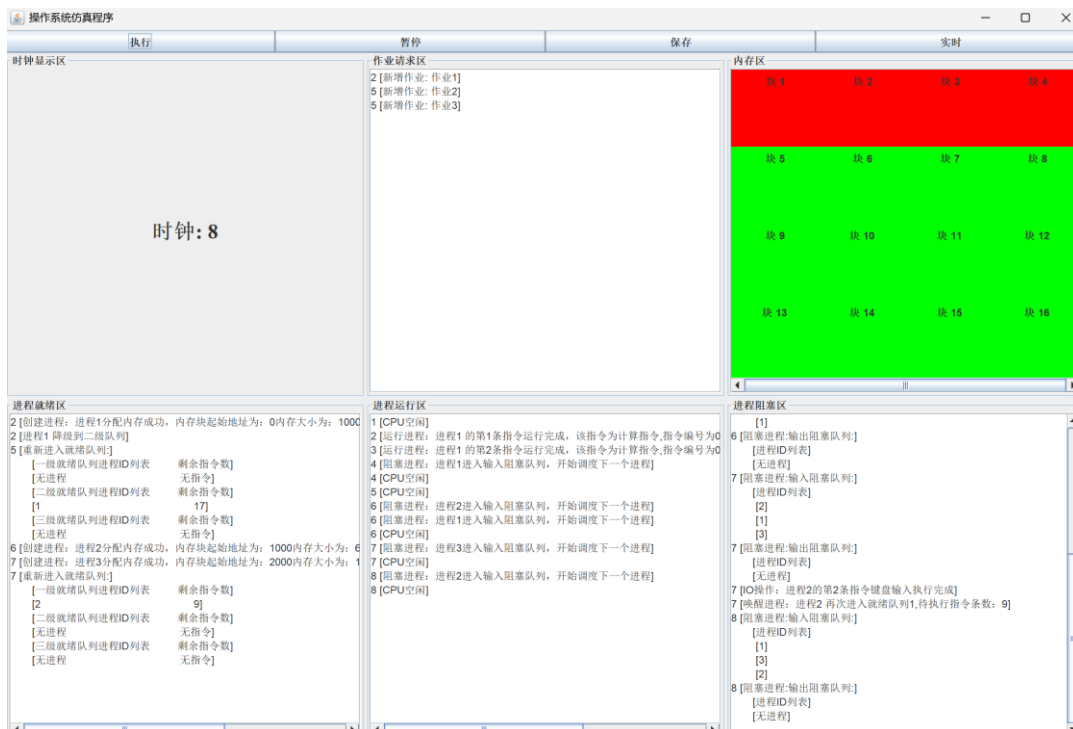 操作系统仿真程序
执行 暂停 保存 实时
时钟显示区
时钟: 8
作业请求区
2 [新增作业: 作业1]
5 [新增作业: 作业2]
5 [新增作业: 作业3]
内存区
块 1 块 2 块 3 块 4
块 5 块 6 块 7 块 8
块 9 块 10 块 11 块 12
块 13 块 14 块 15 块 16
进程就绪区
2 [创建进程：进程1分配内存成功，内存块起始地址为：0内存大小为：1000
2 [进程1 降级到二级队列]
5 [重新进入就绪队列:]
[一级就绪队列进程ID列表 剩余指令数]
[无进程 无指令]
[二级就绪队列进程ID列表 剩余指令数]
[1 17]
[三级就绪队列进程ID列表 剩余指令数]
[无进程 无指令]
6 [创建进程：进程2分配内存成功，内存块起始地址为：1000内存大小为：6
7 [创建进程：进程3分配内存成功，内存块起始地址为：2000内存大小为：1
7 [重新进入就绪队列:]
[一级就绪队列进程ID列表 剩余指令数]
[2 9]
[二级就绪队列进程ID列表 剩余指令数]
[无进程 无指令]
[三级就绪队列进程ID列表 剩余指令数]
[无进程 无指令]
进程运行区
1 [CPU空闲]
2 [运行进程：进程1 的第1条指令运行完成，该指令为计算指令,指令编号为0
3 [运行进程：进程1 的第2条指令运行完成，该指令为计算指令,指令编号为0
4 [阻塞进程：进程1进入输入阻塞队列，开始调度下一个进程]
4 [CPU空闲]
5 [CPU空闲]
6 [阻塞进程：进程2进入输入阻塞队列，开始调度下一个进程]
6 [阻塞进程：进程1进入输入阻塞队列，开始调度下一个进程]
6 [CPU空闲]
7 [阻塞进程：进程3进入输入阻塞队列，开始调度下一个进程]
7 [CPU空闲]
8 [阻塞进程：进程2进入输入阻塞队列，开始调度下一个进程]
8 [CPU空闲]
进程阻塞区
[1]
6 [阻塞进程:输出阻塞队列:]
[进程ID列表]
[无进程]
7 [阻塞进程:输入阻塞队列:]
[进程ID列表]
[2]
[1]
[3]
7 [阻塞进程:输出阻塞队列:]
[进程ID列表]
[无进程]
7 [IO操作：进程2的第2条指令键盘输入执行完成]
7 [唤醒进程：进程2 再次进入就绪队列1,待执行指令条数：9]
8 [阻塞进程:输入阻塞队列:]
[进程ID列表]
[1]
[3]
[2]
8 [阻塞进程:输出阻塞队列:]
[进程ID列表]
[无进程]